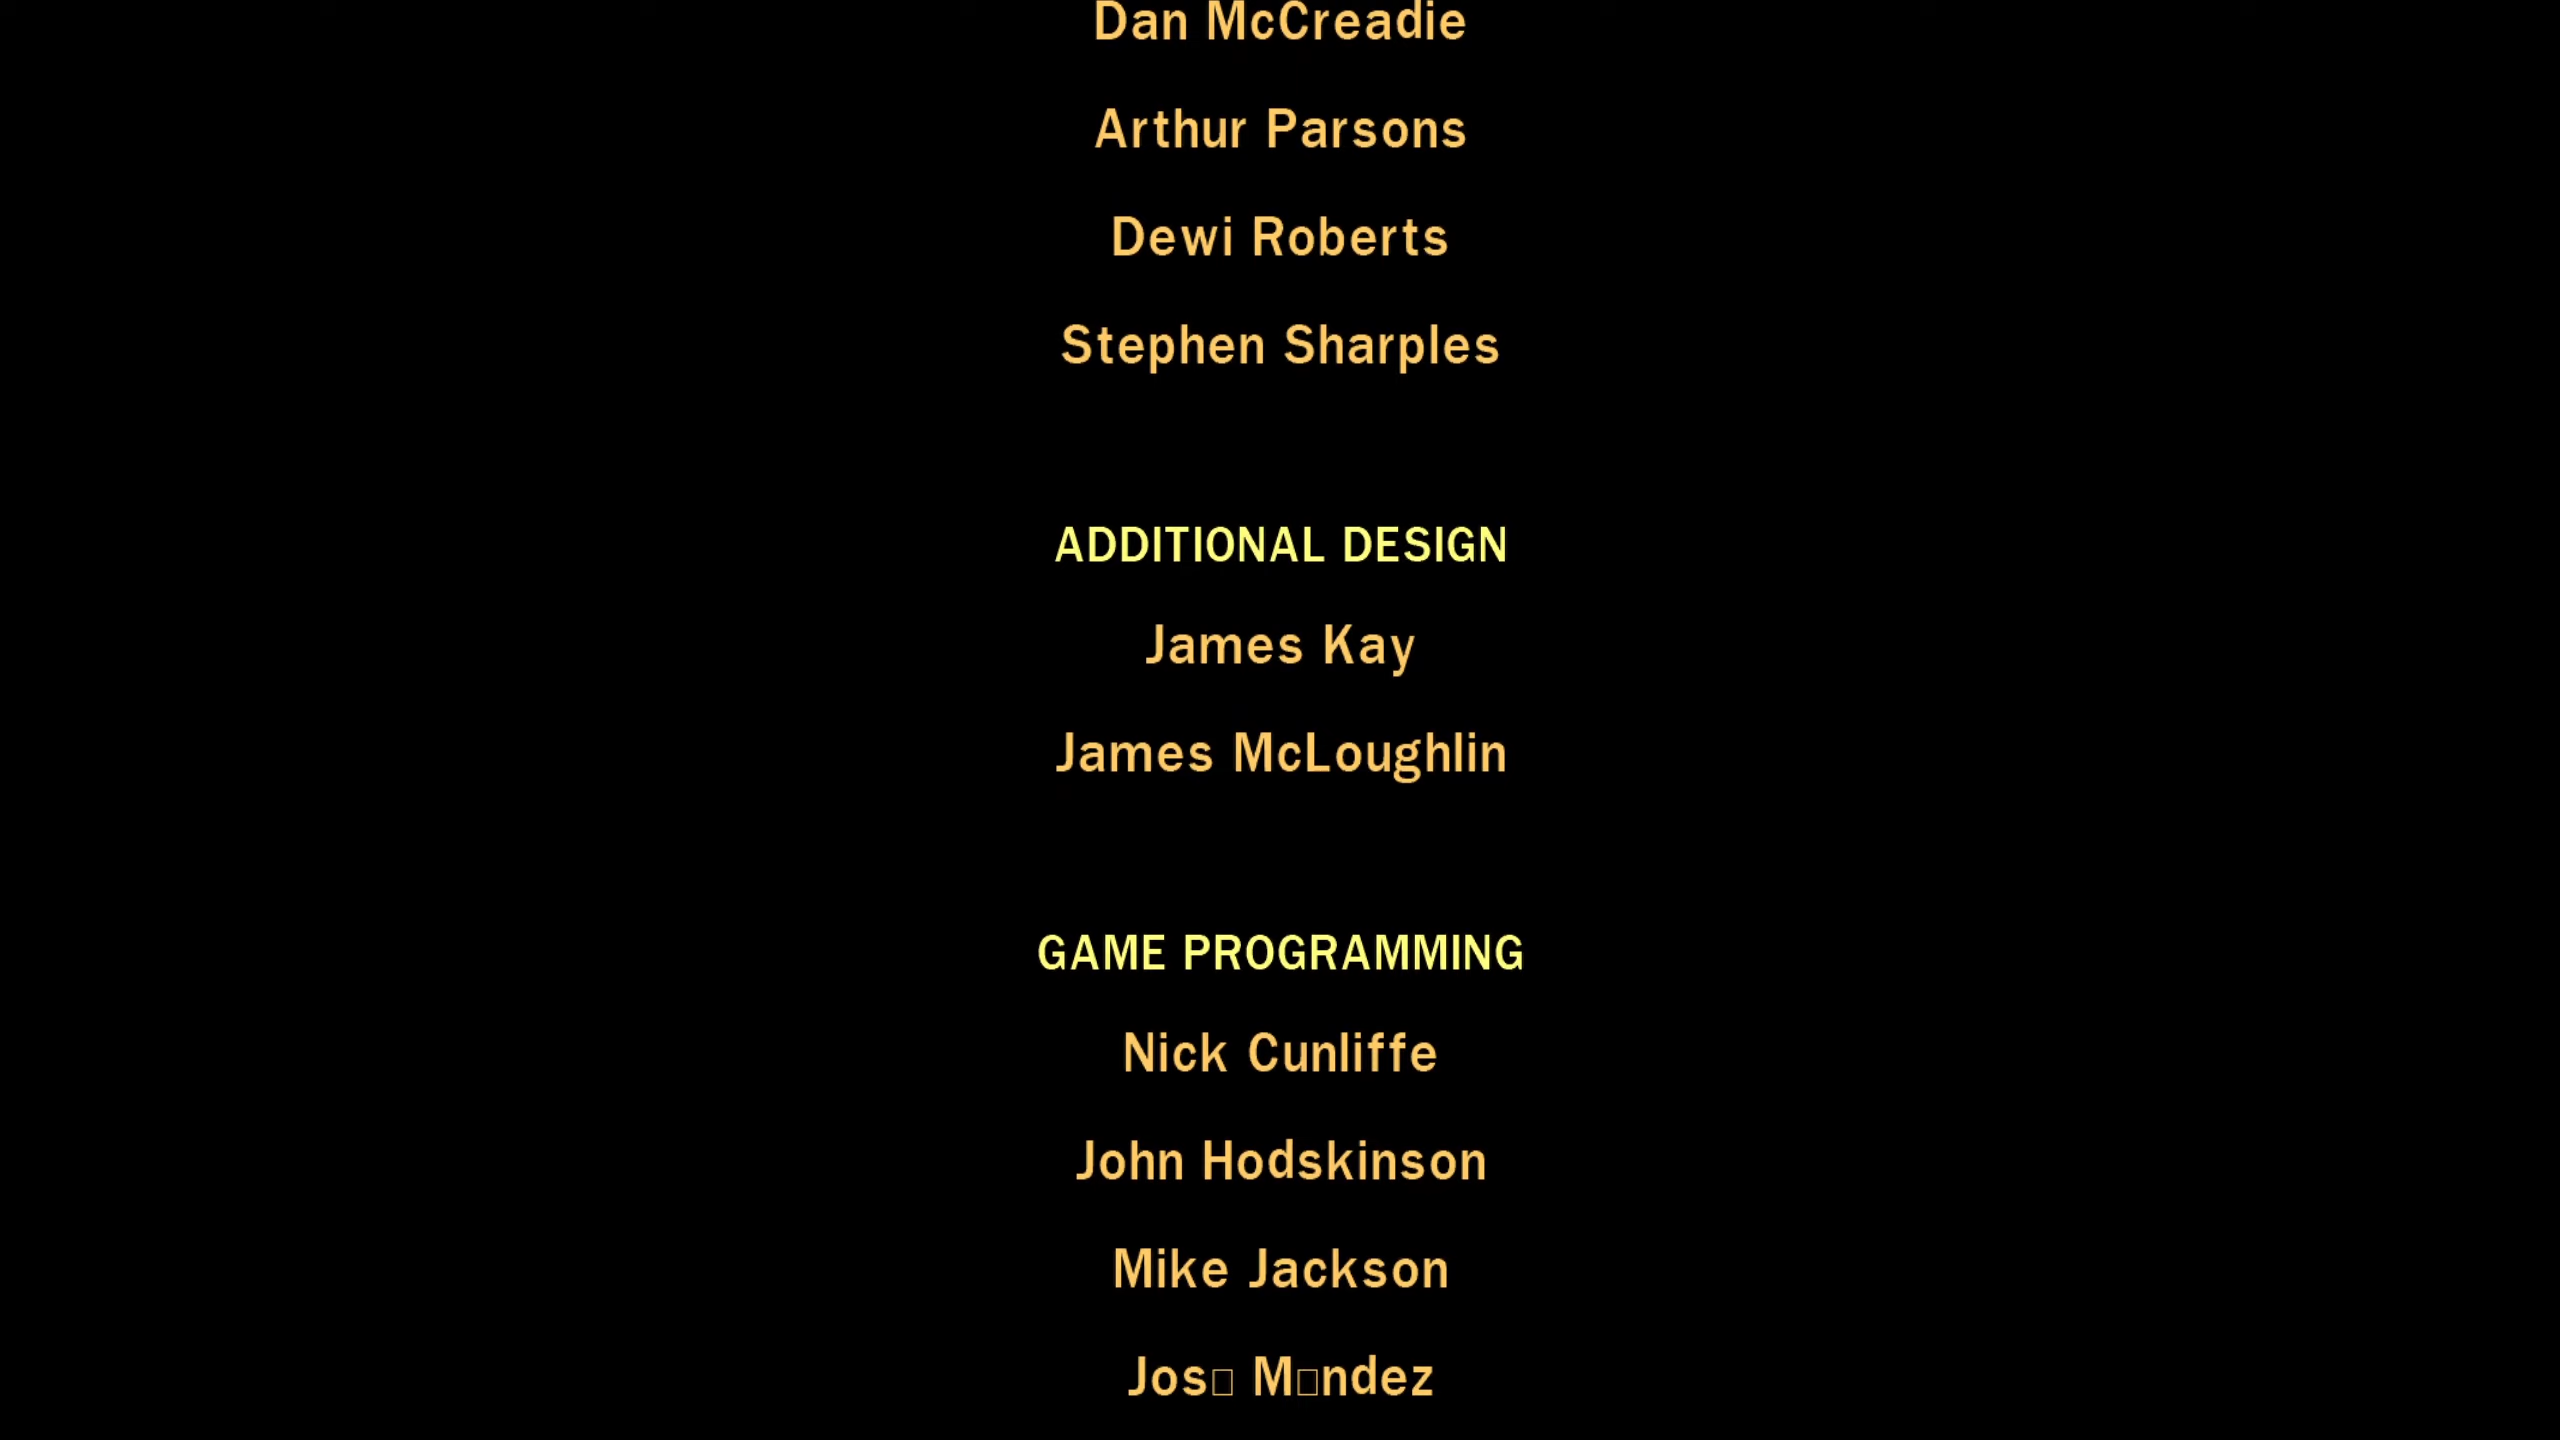 Dan McCreadie
Arthur Parsons
Dewi Roberts
Stephen Sharples
ADDITIONAL DESIGN
James Kay
James McLoughlin
GAME PROGRAMMING
Nick Cunliffe
John Hodskinson
Mike Jackson
Jos□ M□ndez